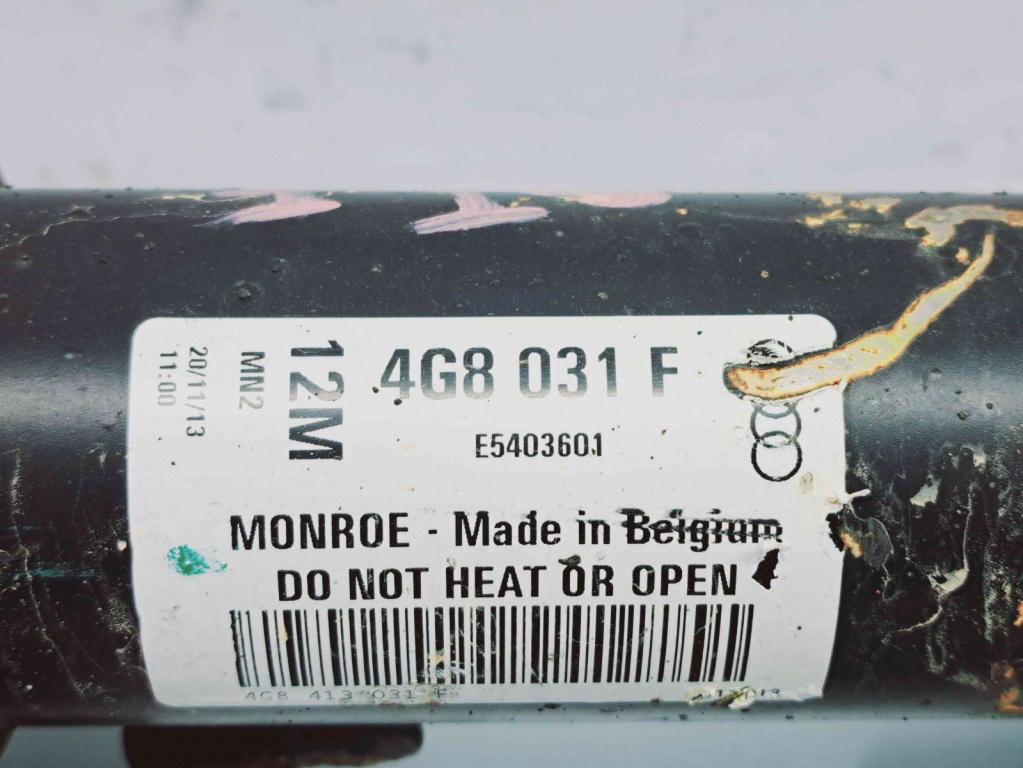 4G8 031 F
E5403601
MONROE - Made in Belgium
DO NOT HEAT OR OPEN
4G8 413 031 F
12M
MN2
20/11/13
11:00